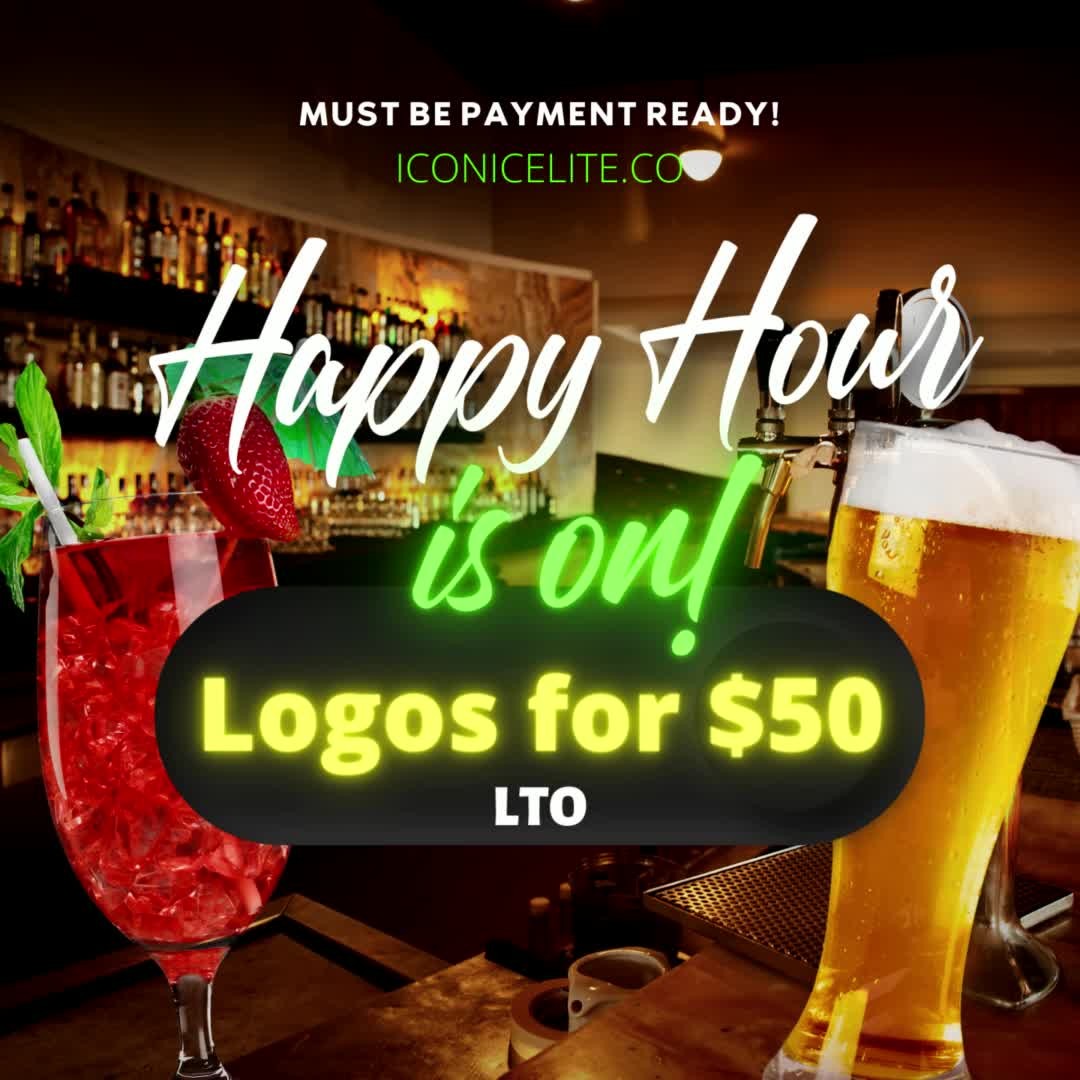 MUST BE PAYMENT READY!
ICONICELITE.CO
Happy Hour
is on!
Logos for $50
LTO